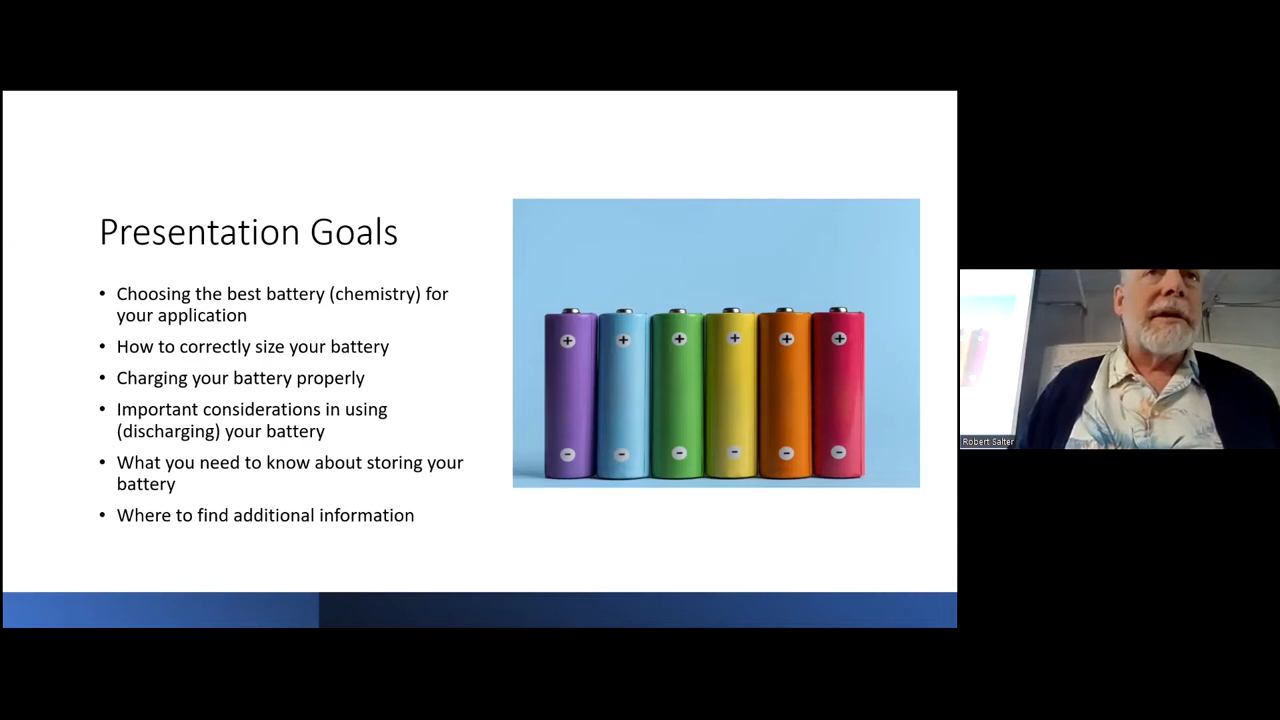 Presentation Goals
• Choosing the best battery (chemistry) for
your application
• How to correctly size your battery
• Charging your battery properly
• Important considerations in using
(discharging) your battery
• What you need to know about storing your
battery
• Where to find additional information
+ + + + + +
- - - - - -
Robert Salter